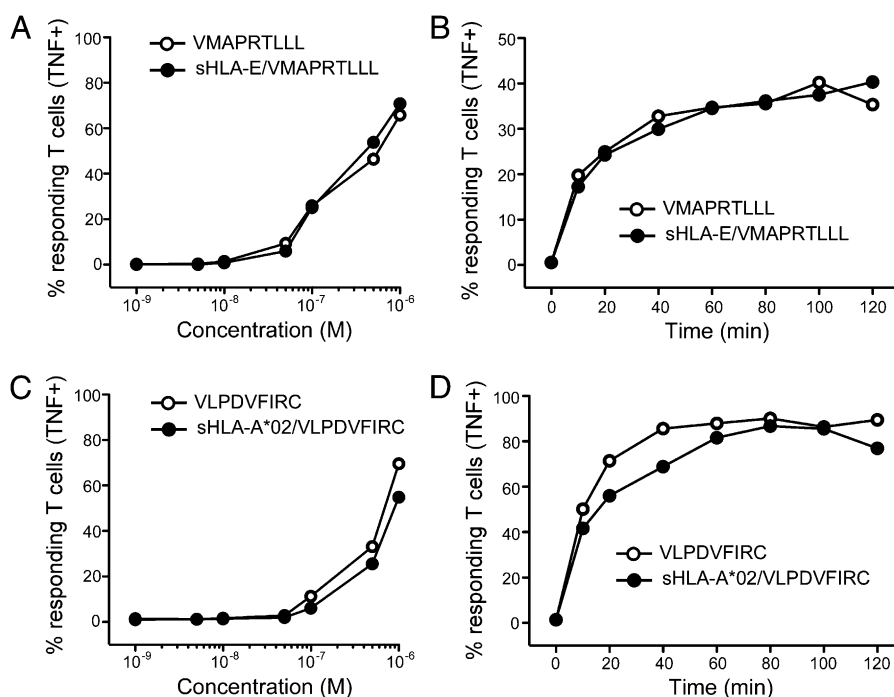 A
% responding T cells (TNF+)
100
80
60
40
20
0
VMAPRTLLL
sHLA-E/VMAPRTLLL
10-9
10-8
10-7
10-6
Concentration (M)
B
% responding T cells (TNF+)
50
40
30
20
10
0
VMAPRTLLL
sHLA-E/VMAPRTLLL
0 20 40 60 80 100 120
Time (min)
C
% responding T cells (TNF+)
100
80
60
40
20
0
VLPDVFIRC
sHLA-A*02/VLPDVFIRC
10-9
10-8
10-7
10-6
Concentration (M)
D
% responding T cells (TNF+)
100
80
60
40
20
0
VLPDVFIRC
sHLA-A*02/VLPDVFIRC
0 20 40 60 80 100 120
Time (min)